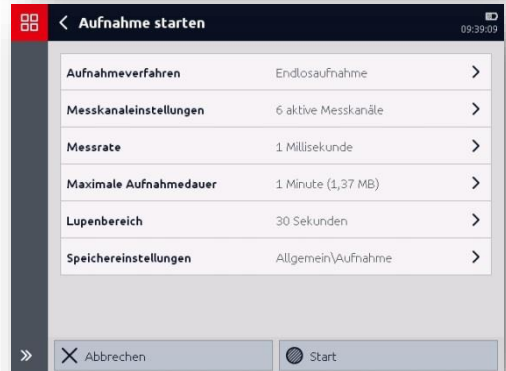 Aufnahme starten
09:39:09
Aufnahmeverfahren Endlosaufnahme
Messkanaleinstellungen 6 aktive Messkanäle
Messrate 1 Millisekunde
Maximale Aufnahmedauer 1 Minute (1,37 MB)
Lupenbereich 30 Sekunden
Speichereinstellungen Allgemein\Aufnahme
Abbrechen Start